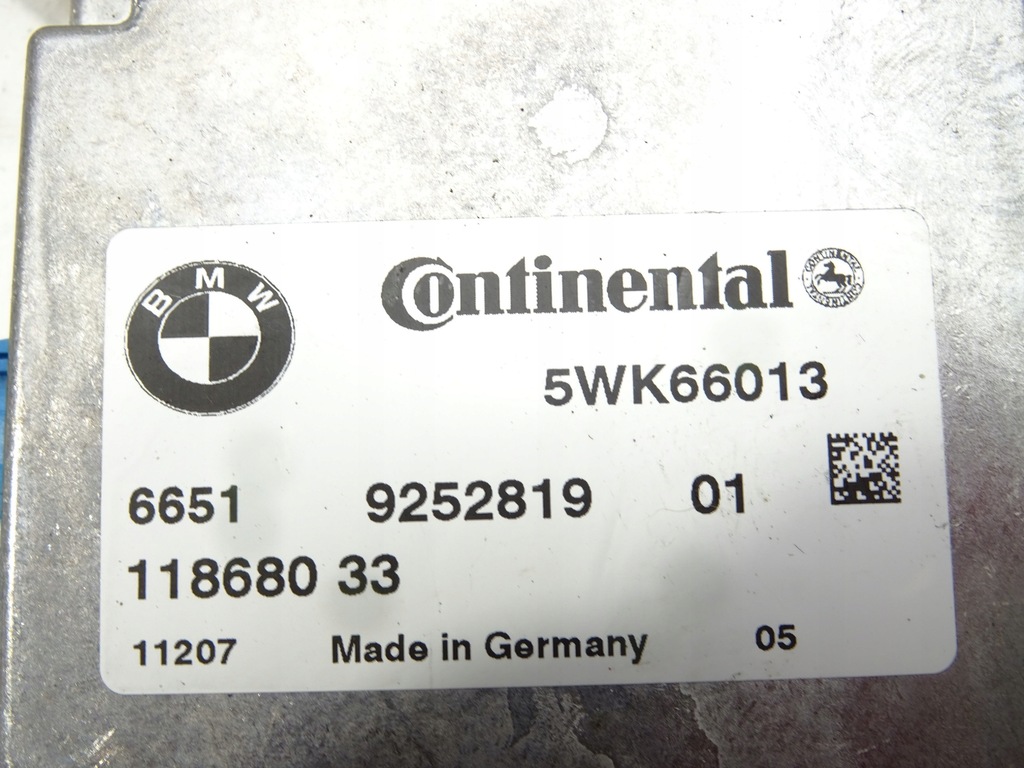 BMW
Continental
5WK66013
6651 9252819 01
118680 33
11207 Made in Germany 05